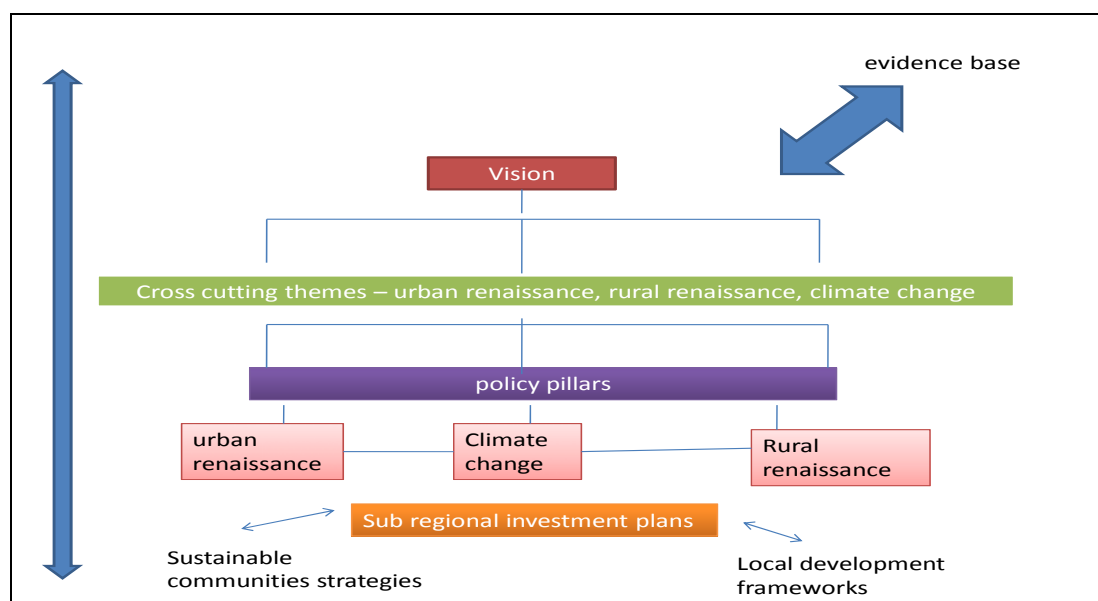 evidence base
Vision
Cross cutting themes – urban renaissance, rural renaissance, climate change
policy pillars
urban
renaissance
Climate
change
Rural
renaissance
Sub regional investment plans
Sustainable
communities strategies
Local development
frameworks